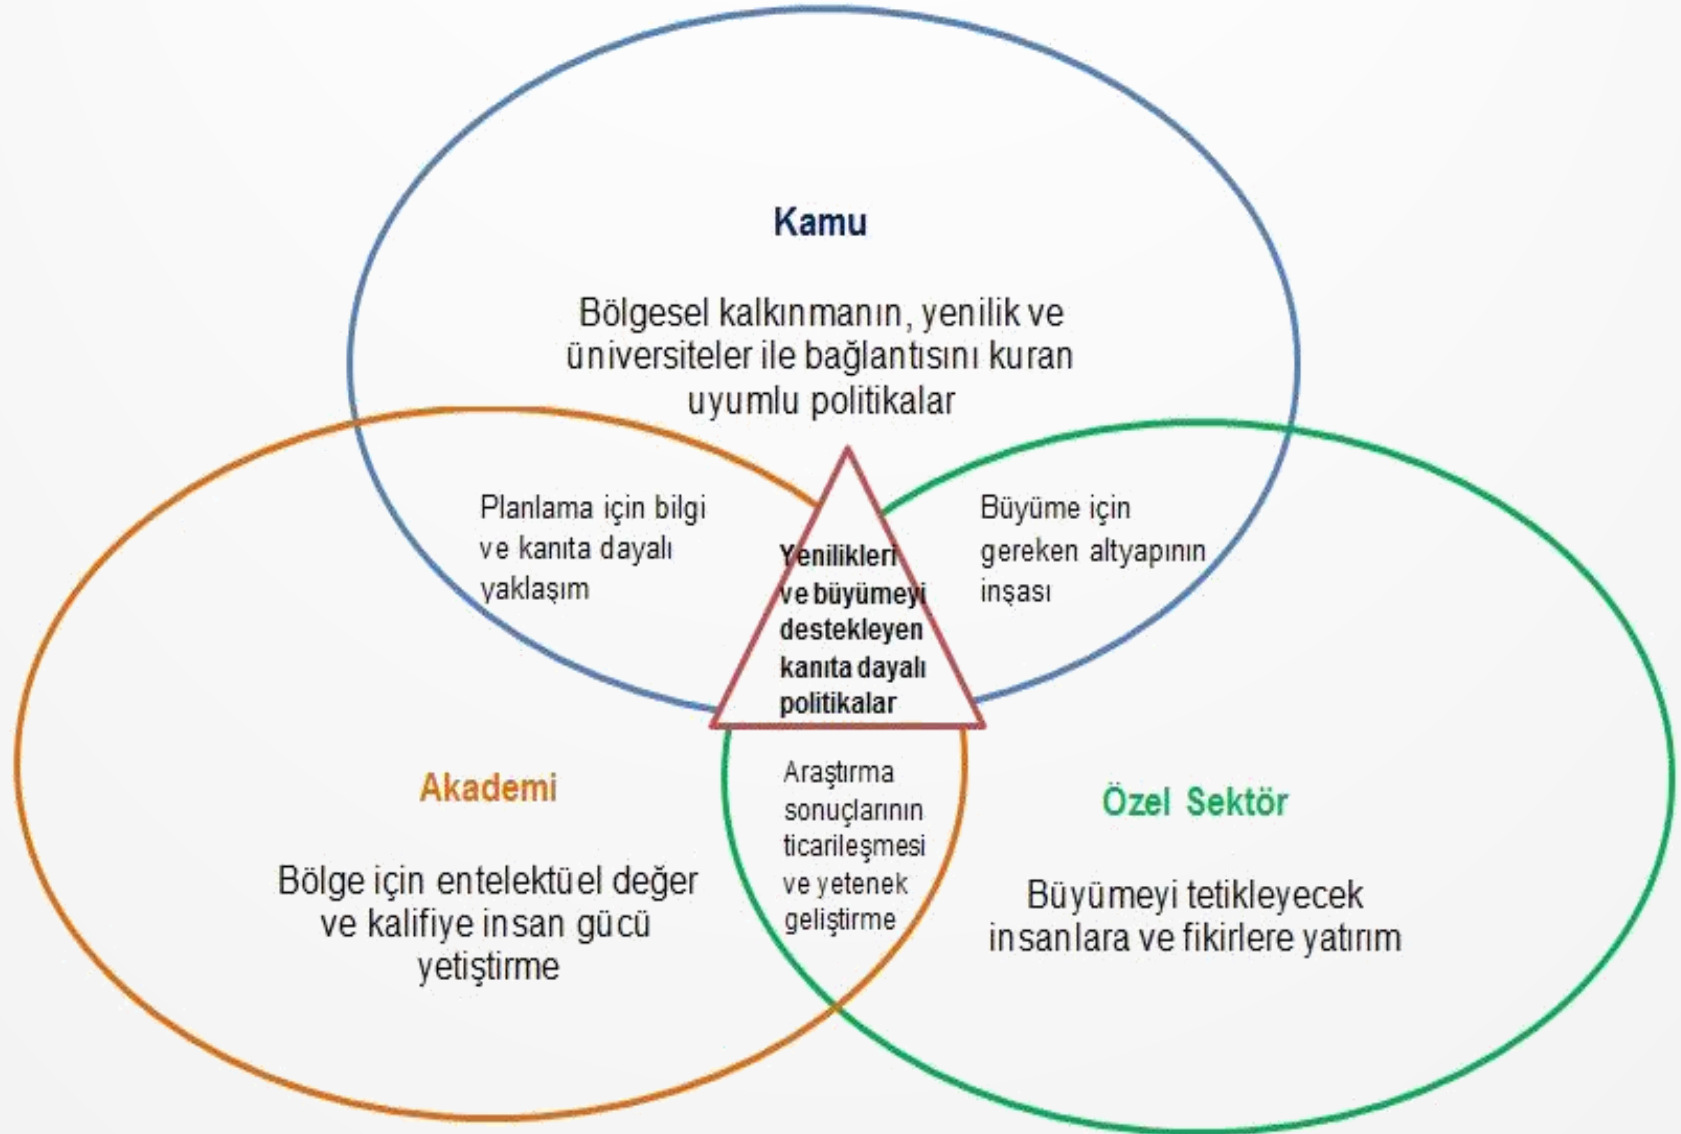 Kamu
Bölgesel kalkınmanın, yenilik ve
üniversiteler ile bağlantısını kuran
uyumlu politikalar
Planlama için bilgi
ve kanıta dayalı
yaklaşım
Büyüme için
gereken altyapının
inşası
Yenilikleri
ve büyümeyi
destekleyen
kanıta dayalı
politikalar
Akademi
Bölge için entelektüel değer
ve kalifiye insan gücü
yetiştirme
Araştırma
sonuçlarının
ticarileşmesi
ve yetenek
geliştirme
Özel Sektör
Büyümeyi tetikleyecek
insanlara ve fikirlere yatırım